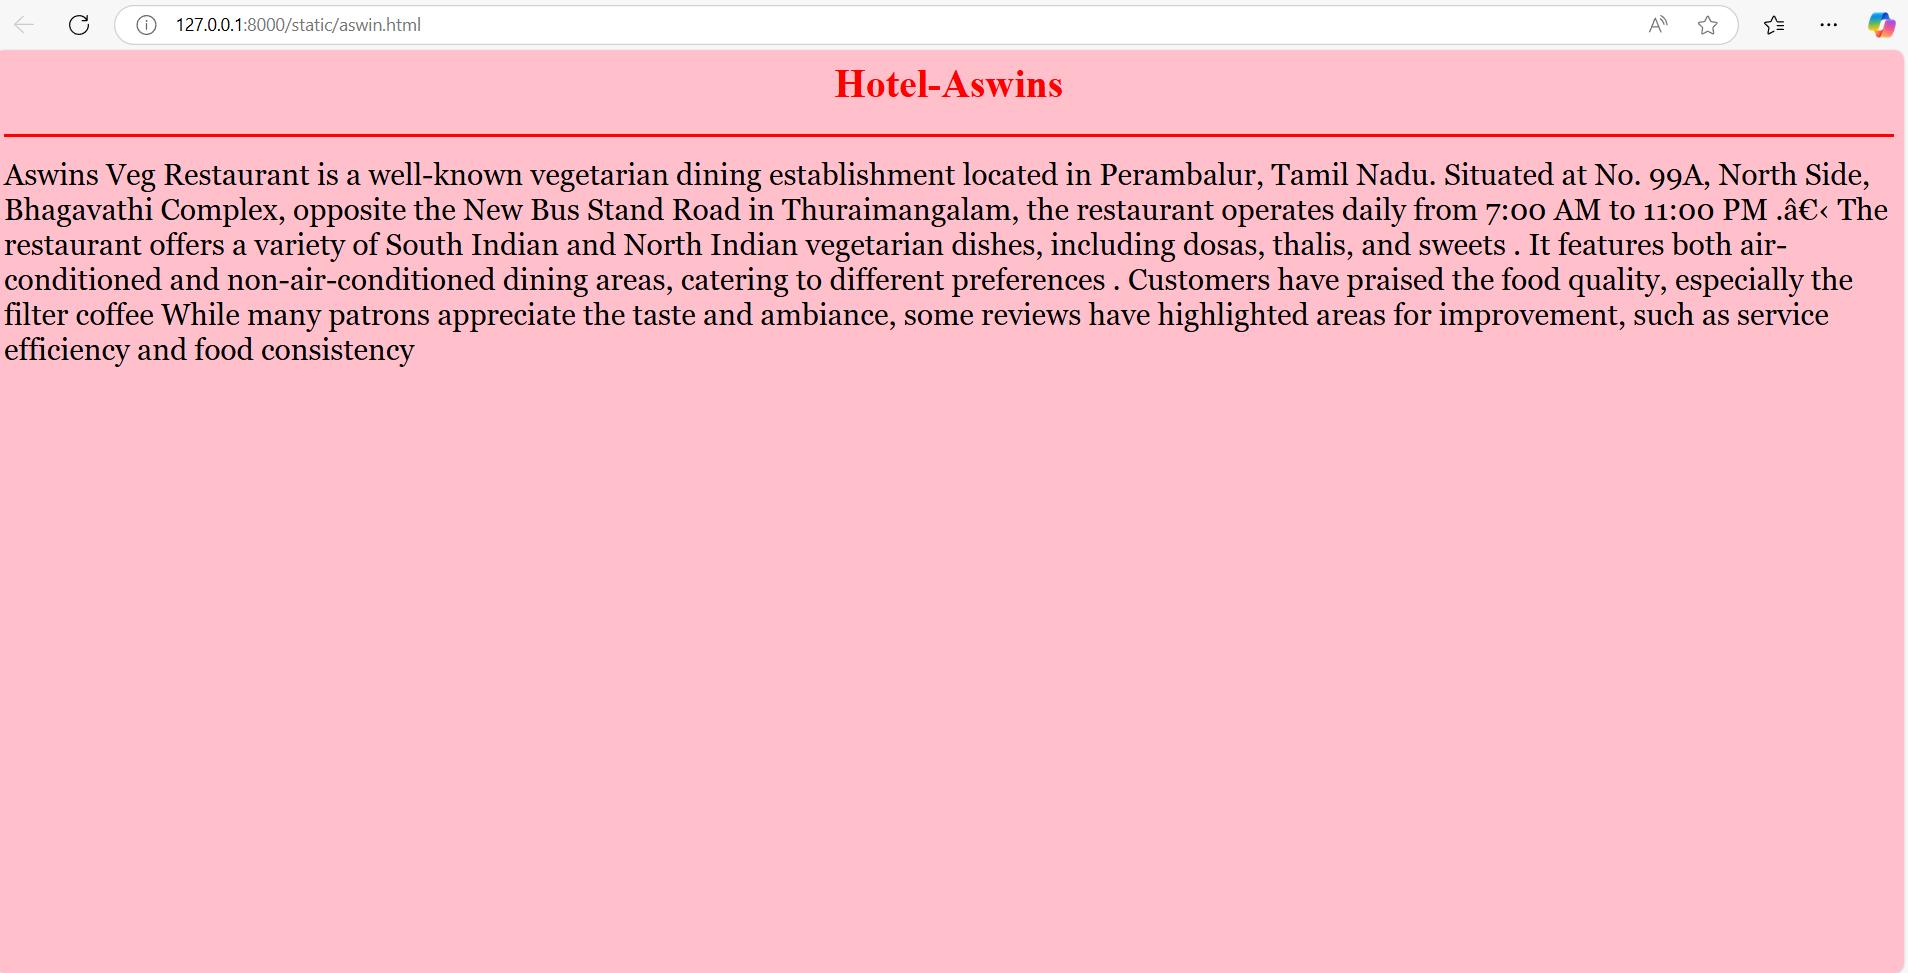 127.0.0.1:8000/static/aswin.html
Hotel-Aswins
Aswins Veg Restaurant is a well-known vegetarian dining establishment located in Perambalur, Tamil Nadu. Situated at No. 99A, North Side,
Bhagavathi Complex, opposite the New Bus Stand Road in Thuraimangalam, the restaurant operates daily from 7:00 AM to 11:00 PM .â€‹ The
restaurant offers a variety of South Indian and North Indian vegetarian dishes, including dosas, thalis, and sweets . It features both air-
conditioned and non-air-conditioned dining areas, catering to different preferences . Customers have praised the food quality, especially the
filter coffee While many patrons appreciate the taste and ambiance, some reviews have highlighted areas for improvement, such as service
efficiency and food consistency